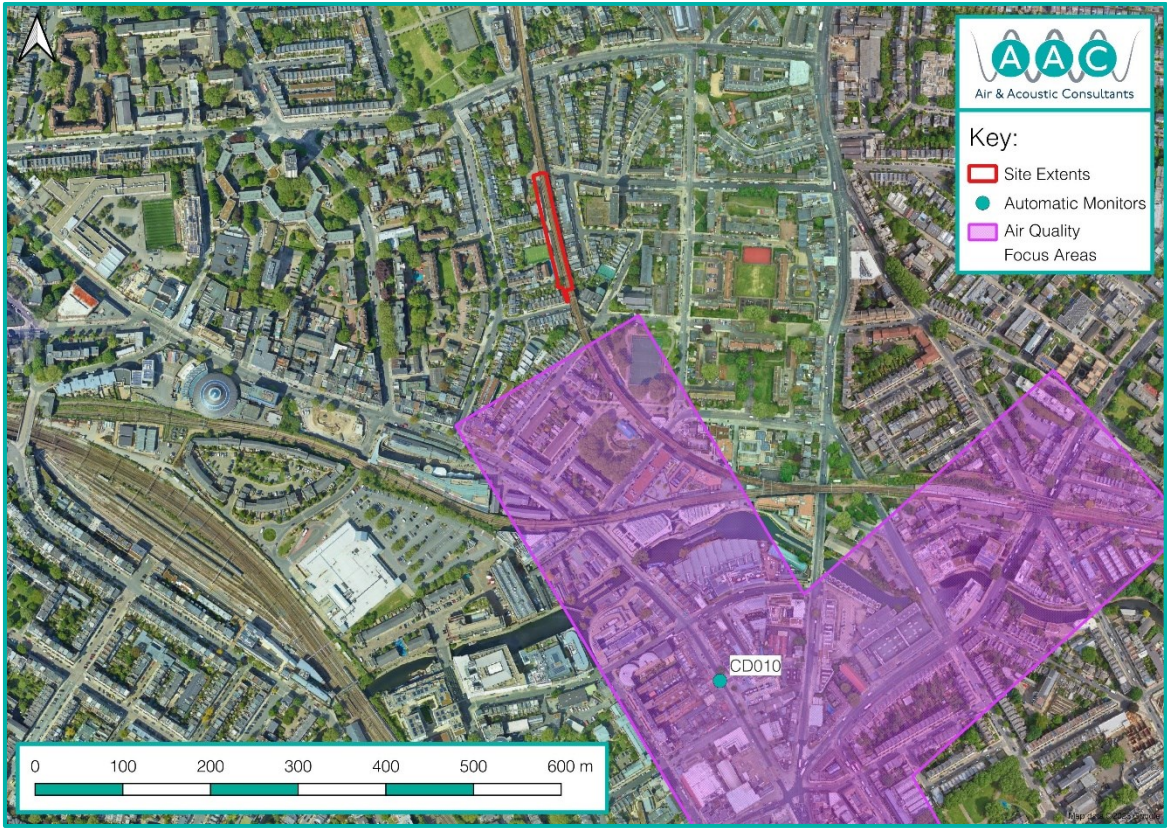 AAC
Air & Acoustic Consultants
Key:
Site Extents
Automatic Monitors
Air Quality
Focus Areas
CD010
0 100 200 300 400 500 600 m